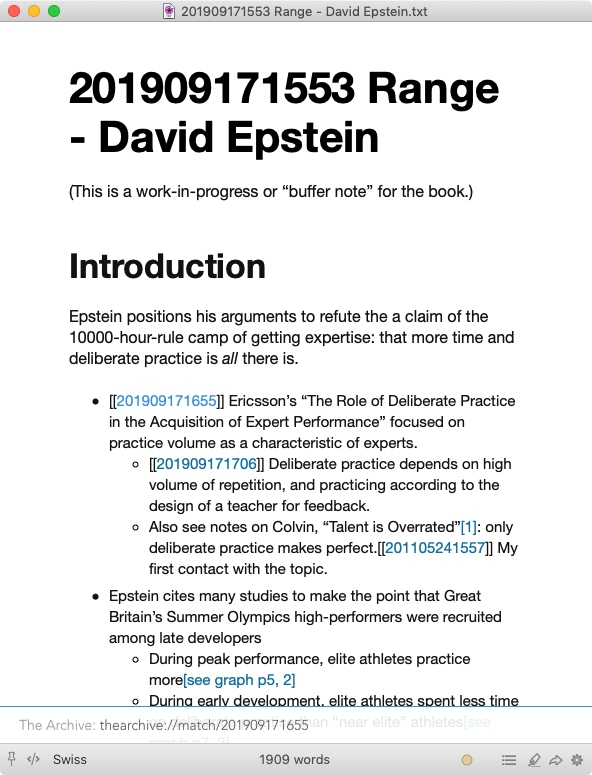 201909171553 Range - David Epstein.txt
201909171553 Range
- David Epstein
(This is a work-in-progress or “buffer note” for the book.)
Introduction
Epstein positions his arguments to refute the a claim of the
10000-hour-rule camp of getting expertise: that more time and
deliberate practice is all there is.
• [[201909171655]] Ericsson’s “The Role of Deliberate Practice
in the Acquisition of Expert Performance” focused on
practice volume as a characteristic of experts.
◦ [[201909171706]] Deliberate practice depends on high
volume of repetition, and practicing according to the
design of a teacher for feedback.
◦ Also see notes on Colvin, “Talent is Overrated”[1]: only
deliberate practice makes perfect.[[201105241557]] My
first contact with the topic.
• Epstein cites many studies to make the point that Great
Britain’s Summer Olympics high-performers were recruited
among late developers
◦ During peak performance, elite athletes practice
more[see graph p5, 2]
◦ During early development, elite athletes spent less time
than “near elite” athletes[see
The Archive: thearchive://match/201909171655
graph p7, 2]
Swiss
1909 words